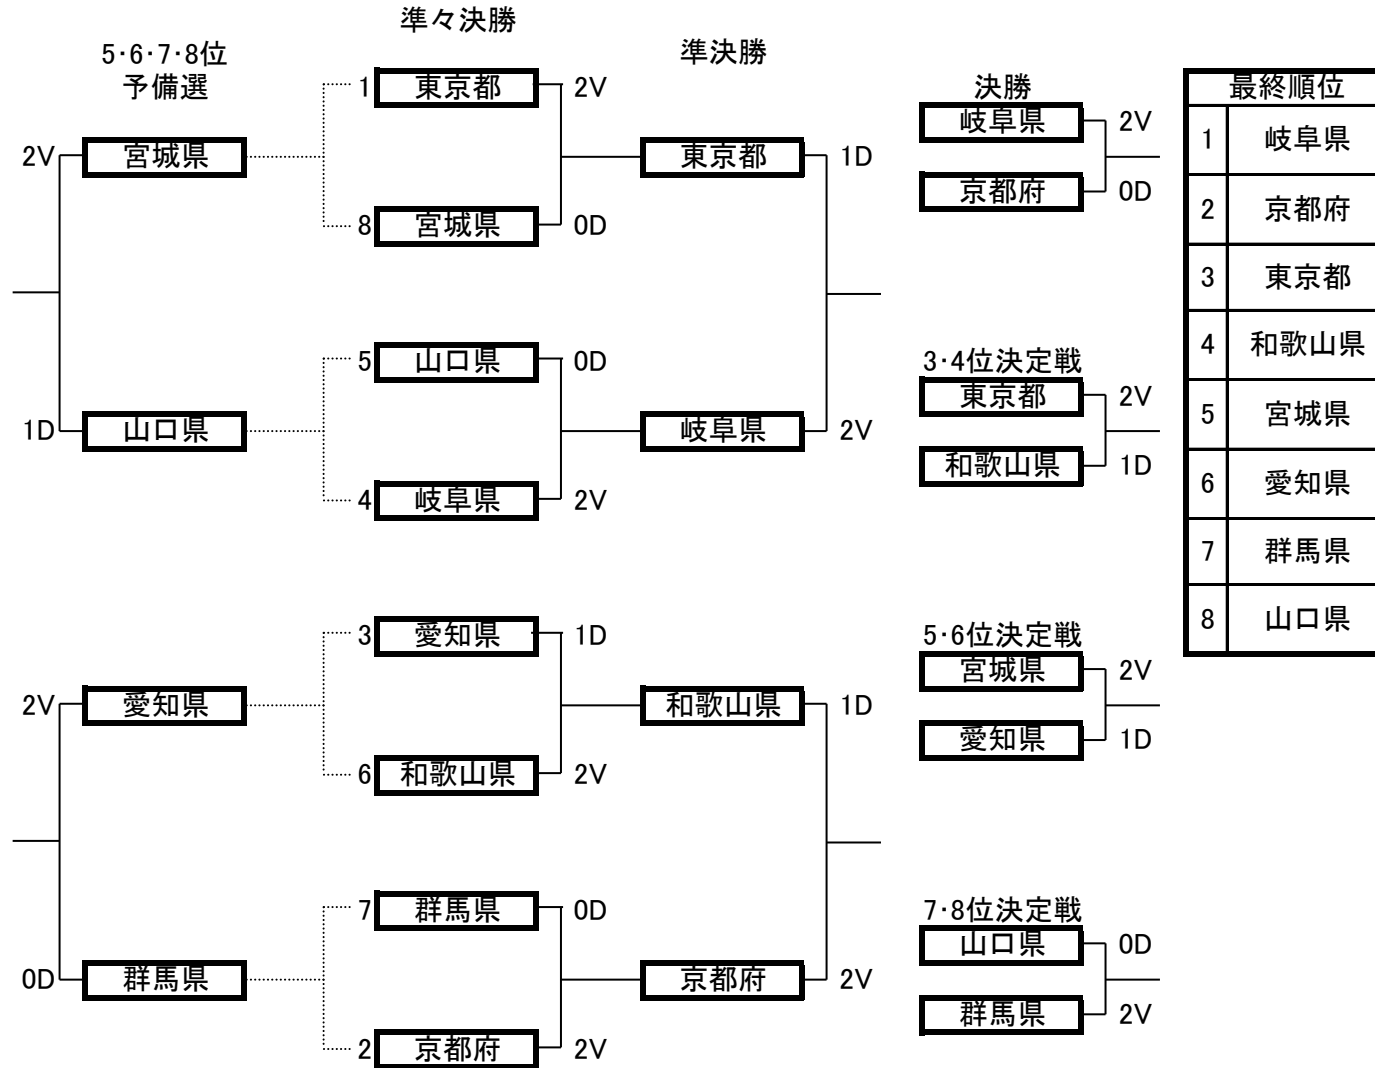 準々決勝
5・6・7・8位
予備選
準決勝
決勝
最終順位
1 東京都 2V
岐阜県 2V
1 岐阜県
2V 宮城県
東京都 1D
京都府 0D
2 京都府
8 宮城県 0D
3 東京都
5 山口県 0D
3・4位決定戦
4 和歌山県
東京都 2V
1D 山口県
岐阜県 2V
5 宮城県
和歌山県 1D
4 岐阜県 2V
6 愛知県
7 群馬県
8 山口県
3 愛知県 1D
5・6位決定戦
宮城県 2V
2V 愛知県
和歌山県 1D
愛知県 1D
6 和歌山県 2V
7 群馬県 0D
7・8位決定戦
山口県 0D
0D 群馬県
京都府 2V
群馬県 2V
2 京都府 2V